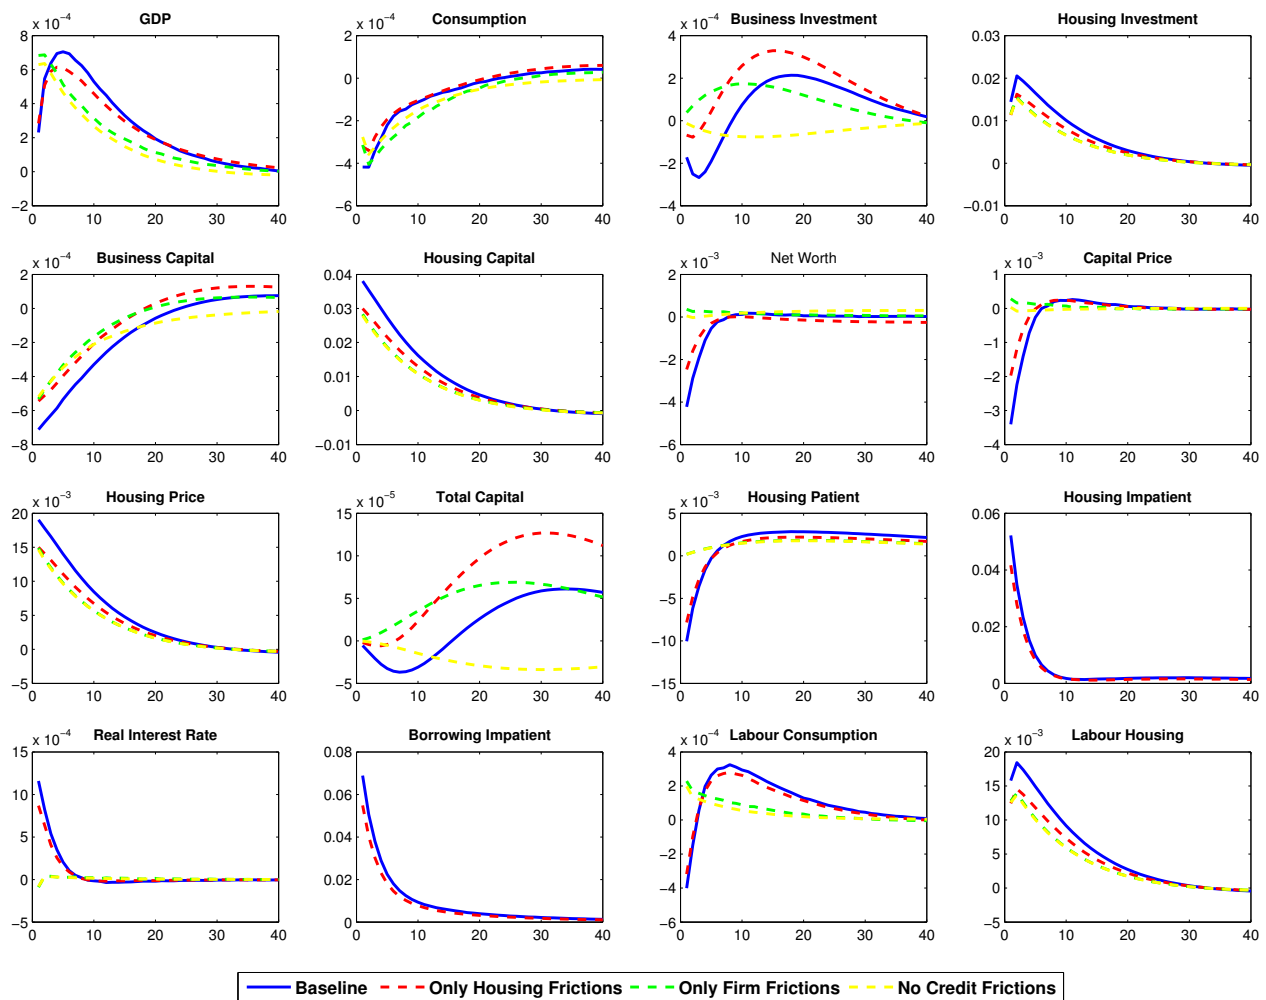 GDP
x 10⁻⁴
8
6
4
2
0
−2
0 10 20 30 40
Consumption
x 10⁻⁴
2
0
−2
−4
−6
0 10 20 30 40
Business Investment
x 10⁻⁴
4
2
0
−2
−4
0 10 20 30 40
Housing Investment
0.03
0.02
0.01
0
−0.01
0 10 20 30 40
Business Capital
x 10⁻⁴
2
0
−2
−4
−6
−8
0 10 20 30 40
Housing Capital
0.04
0.03
0.02
0.01
0
−0.01
0 10 20 30 40
Net Worth
x 10⁻³
2
0
−2
−4
−6
0 10 20 30 40
Capital Price
x 10⁻³
1
0
−1
−2
−3
−4
0 10 20 30 40
Housing Price
x 10⁻³
20
15
10
5
0
−5
0 10 20 30 40
Total Capital
x 10⁻⁵
15
10
5
0
−5
0 10 20 30 40
Housing Patient
x 10⁻³
5
0
−5
−10
−15
0 10 20 30 40
Housing Impatient
0.06
0.04
0.02
0
0 10 20 30 40
Real Interest Rate
x 10⁻⁴
15
10
5
0
−5
0 10 20 30 40
Borrowing Impatient
0.08
0.06
0.04
0.02
0
0 10 20 30 40
Labour Consumption
x 10⁻⁴
4
2
0
−2
−4
−6
0 10 20 30 40
Labour Housing
x 10⁻³
20
15
10
5
0
−5
0 10 20 30 40
Baseline Only Housing Frictions Only Firm Frictions No Credit Frictions